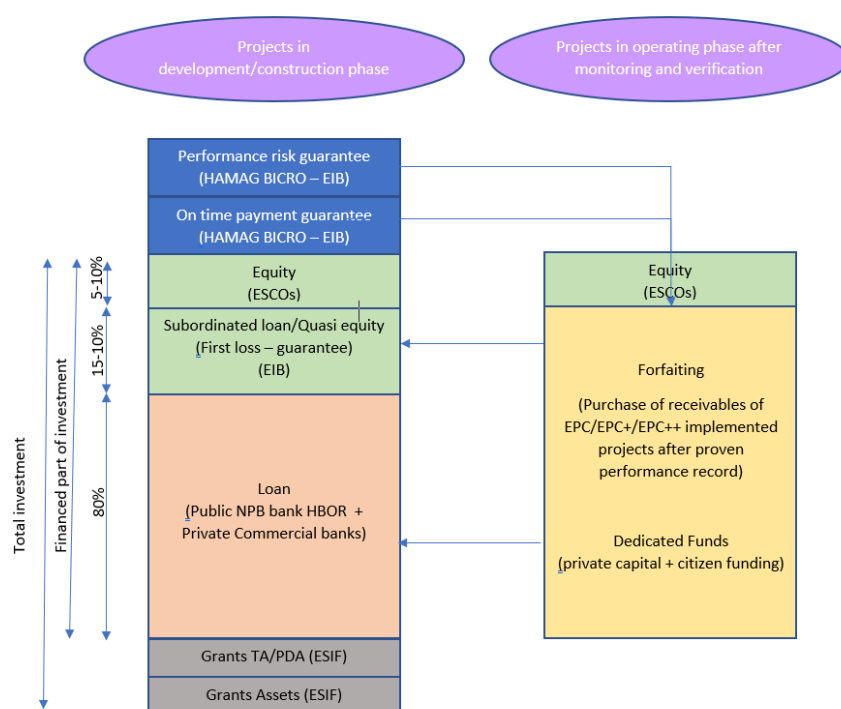 Projects in
development/construction phase
Projects in operating phase after
monitoring and verification
Performance risk guarantee
(HAMAG BICRO – EIB)
On time payment guarantee
(HAMAG BICRO – EIB)
Equity
(ESCOs)
Subordinated loan/Quasi equity
(First loss – guarantee)
(EIB)
Loan
(Public NPB bank HBOR +
Private Commercial banks)
Grants TA/PDA (ESIF)
Grants Assets (ESIF)
Total investment
Financed part of investment
5-10%
15-10%
80%
Equity
(ESCOs)
Forfaiting
(Purchase of receivables of
EPC/EPC+/EPC++ implemented
projects after proven
performance record)
Dedicated Funds
(private capital + citizen funding)